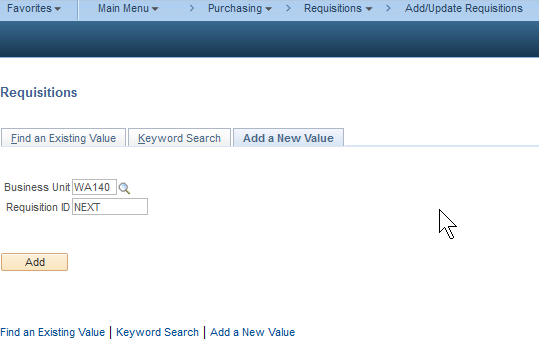 Favorites Main Menu > Purchasing > Requisitions > Add/Update Requisitions
Requisitions
Find an Existing Value Keyword Search Add a New Value
Business Unit WA140
Requisition ID NEXT
Add
Find an Existing Value | Keyword Search | Add a New Value